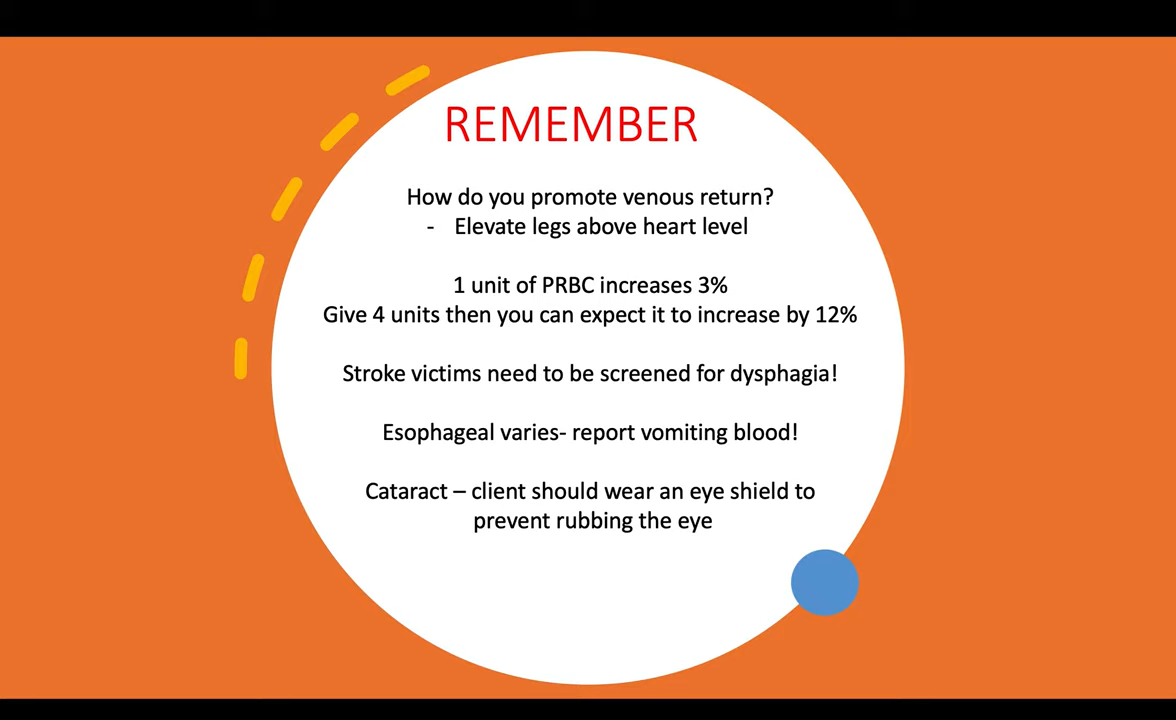 REMEMBER
How do you promote venous return?
- Elevate legs above heart level
1 unit of PRBC increases 3%
Give 4 units then you can expect it to increase by 12%
Stroke victims need to be screened for dysphagia!
Esophageal varies- report vomiting blood!
Cataract – client should wear an eye shield to
prevent rubbing the eye